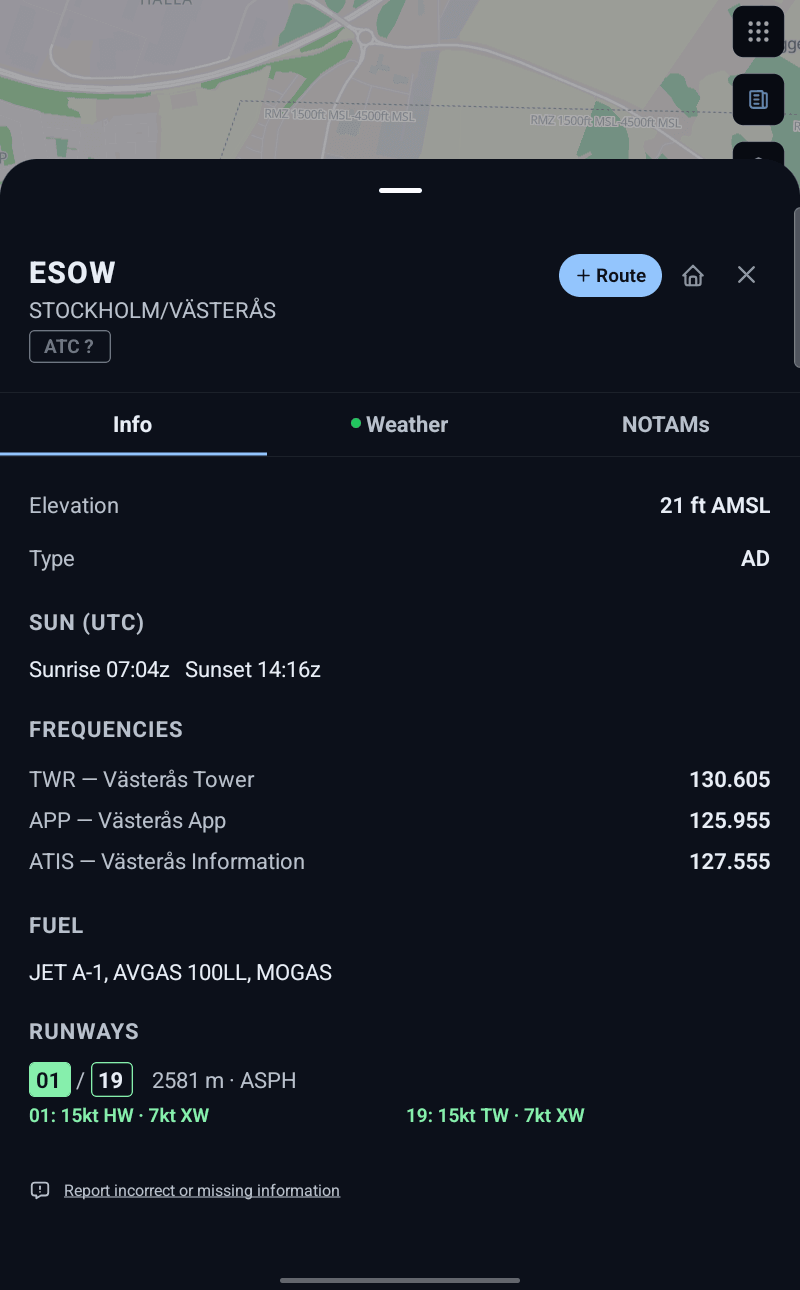 HALLA
RMZ 1500ft MSL-4500ft MSL
RMZ 1500ft MSL-4500ft MSL
ESOW
+ Route
STOCKHOLM/VÄSTERÅS
ATC ?
Info
Weather
NOTAMs
Elevation
21 ft AMSL
Type
AD
SUN (UTC)
Sunrise 07:04z Sunset 14:16z
FREQUENCIES
TWR — Västerås Tower
130.605
APP — Västerås App
125.955
ATIS — Västerås Information
127.555
FUEL
JET A-1, AVGAS 100LL, MOGAS
RUNWAYS
01 / 19 2581 m · ASPH
01: 15kt HW · 7kt XW
19: 15kt TW · 7kt XW
Report incorrect or missing information